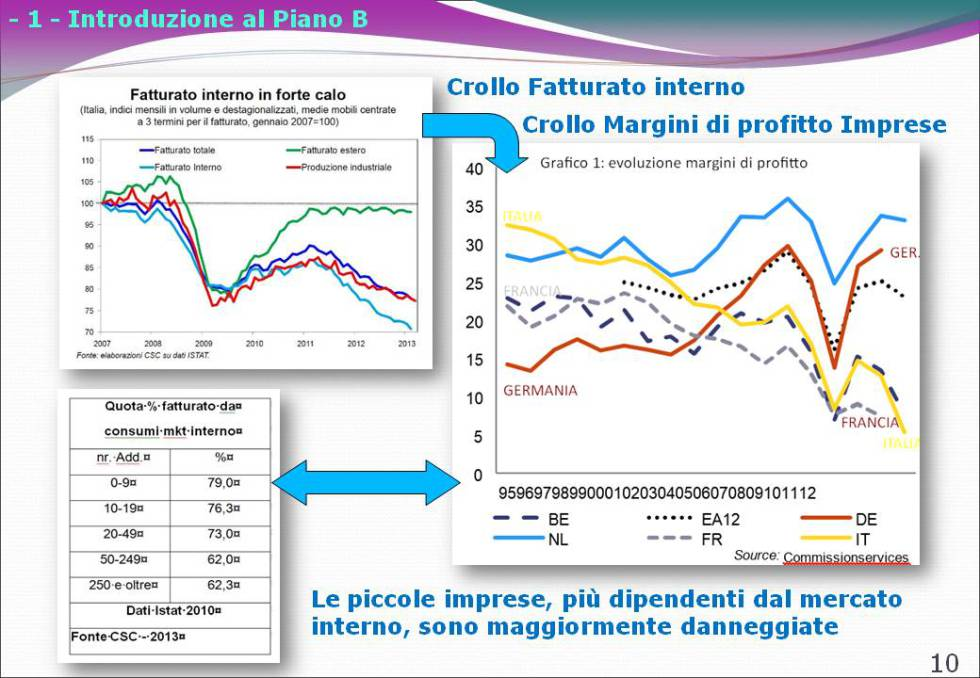 - 1 - Introduzione al Piano B
Crollo Fatturato interno
Crollo Margini di profitto Imprese
Fatturato interno in forte calo
(Italia, indici mensili in volume e destagionalizzati, medie mobili centrate
a 3 termini per il fatturato, gennaio 2007=100)
115
110
105
100
95
90
85
80
75
70
Fatturato totale
Fatturato estero
Fatturato Interno
Produzione industriale
2007 2008 2009 2010 2011 2012 2013
Fonte: elaborazioni CSC su dati ISTAT.
Grafico 1: evoluzione margini di profitto
40
35
30
25
20
15
10
5
0
ITALIA
FRANCIA
GERMANIA
GER.
FRANCIA
ITALIA
959697989900010203040506070809101112
BE EA12 DE
NL FR IT
Source: Commissionservices
Quota·%·fatturato·da¤
consumi·mkt·interno¤
nr.·Add.¤ %¤
0-9¤ 79,0¤
10-19¤ 76,3¤
20-49¤ 73,0¤
50-249¤ 62,0¤
250·e·oltre¤ 62,3¤
Dati·Istat·2010¤
Fonte·CSC·-·2013¤
Le piccole imprese, più dipendenti dal mercato
interno, sono maggiormente danneggiate
10